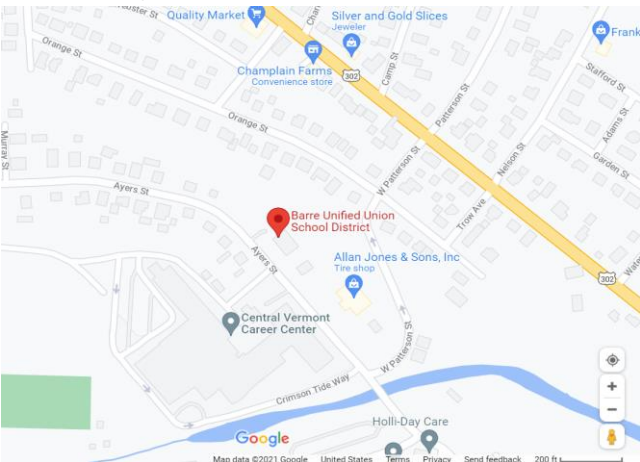 Quality Market
Silver and Gold Slices
Jeweler
Frank
Orange St
Champlain Farms
Convenience store
302
Camp St
Patterson St
Stafford St
Adams St
Murray St
Orange St
Nelson St
Garden St
Ayers St
W Patterson St
Trow Ave
Barre Unified Union
School District
Ayers St
Allan Jones & Sons, Inc
Tire shop
302
Central Vermont
Career Center
W Patterson St
Crimson Tide Way
Holli-Day Care
Google
Map data ©2021 Google United States Terms Privacy Send feedback 200 ft